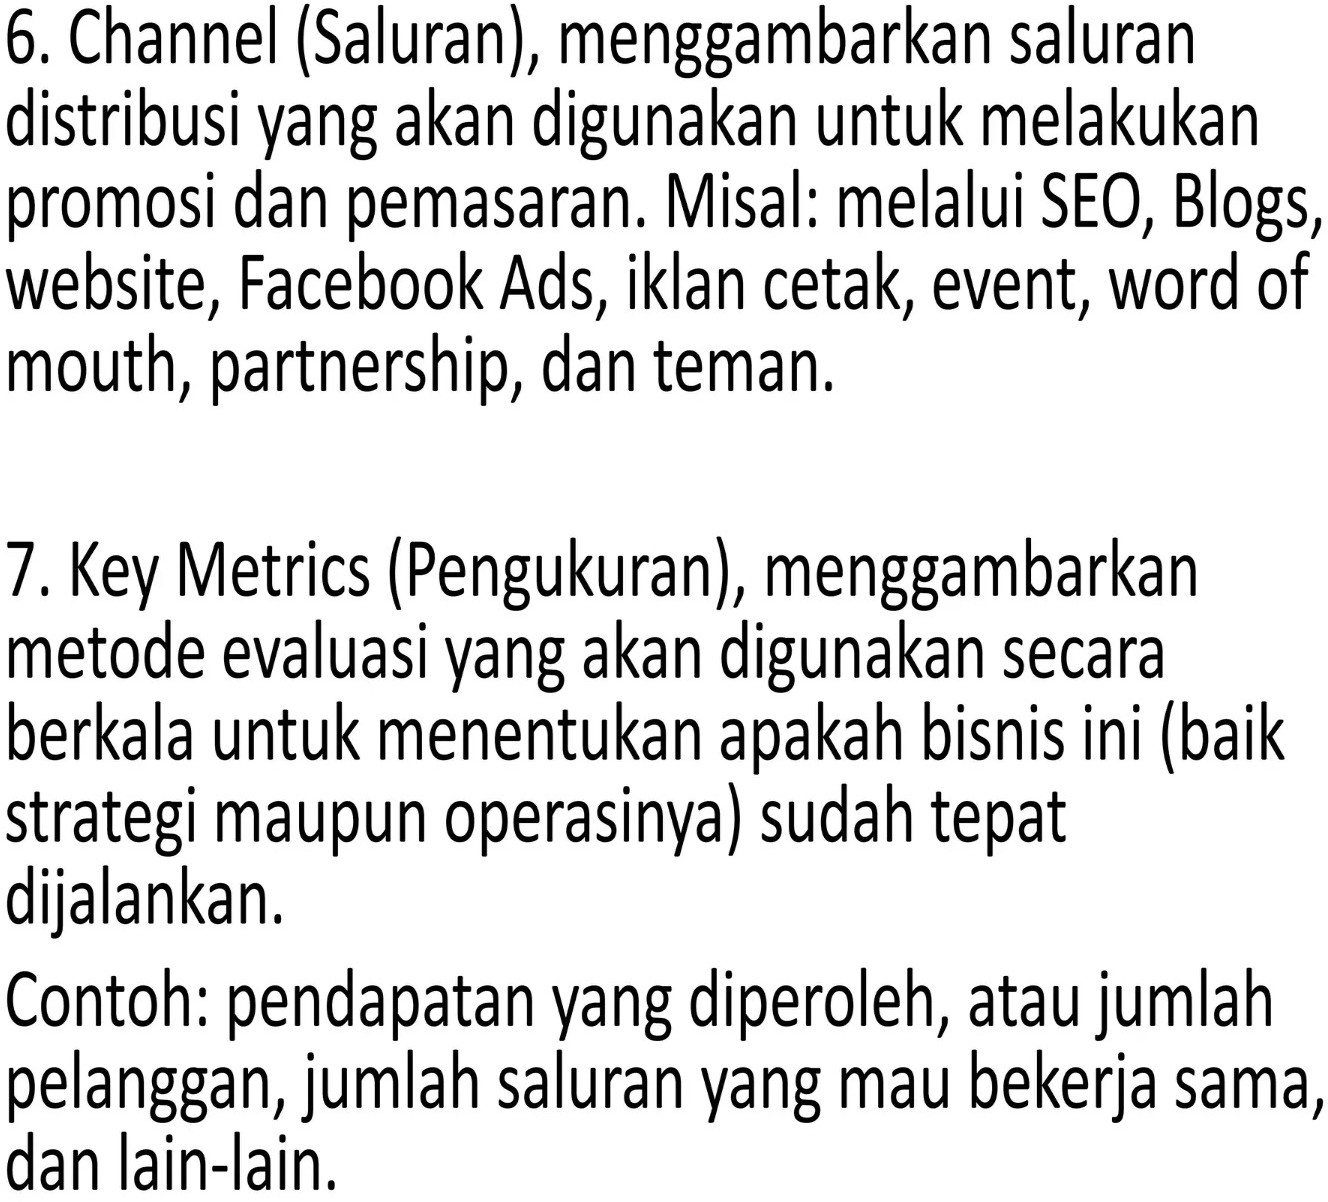 6. Channel (Saluran), menggambarkan saluran
distribusi yang akan digunakan untuk melakukan
promosi dan pemasaran. Misal: melalui SEO, Blogs,
website, Facebook Ads, iklan cetak, event, word of
mouth, partnership, dan teman.
7. Key Metrics (Pengukuran), menggambarkan
metode evaluasi yang akan digunakan secara
berkala untuk menentukan apakah bisnis ini (baik
strategi maupun operasinya) sudah tepat
dijalankan.
Contoh: pendapatan yang diperoleh, atau jumlah
pelanggan, jumlah saluran yang mau bekerja sama,
dan lain-lain.